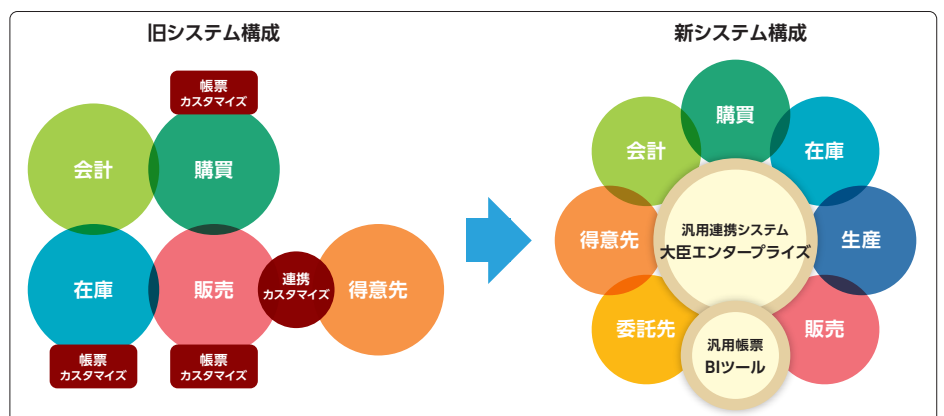 旧システム構成
帳票
カスタマイズ
会計
購買
在庫
販売
連携
カスタマイズ
得意先
帳票
カスタマイズ
帳票
カスタマイズ
新システム構成
購買
会計
在庫
得意先
汎用連携システム
大臣エンタープライズ
生産
委託先
汎用帳票
BIツール
販売